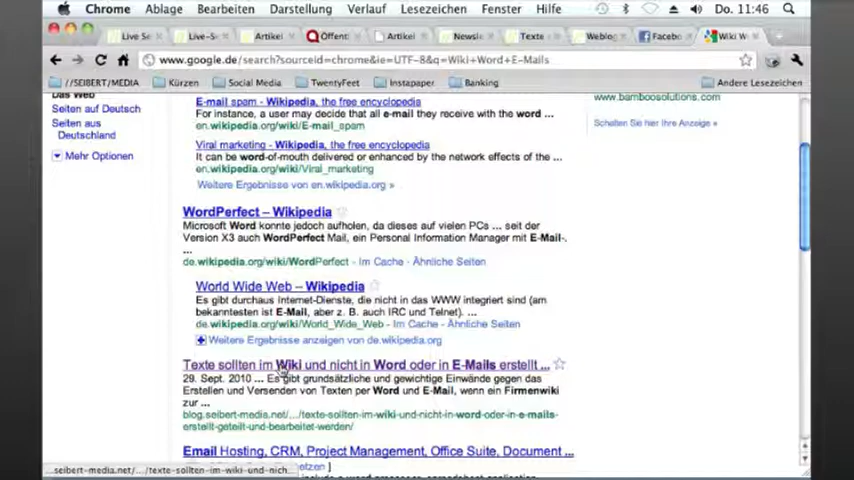 Chrome Ablage Bearbeiten Darstellung Verlauf Lesezeichen Fenster Hilfe Do. 11:46
Live Se Live-S Artikel Öffent Artikel Newsle Texte Weblog Facebo Wiki W
www.google.de/search?sourceid=chrome&ie=UTF-8&q=Wiki+Word+E-Mails
//SEIBERT/MEDIA Kürzen Social Media TwentyFeet Instapaper Banking Andere Lesezeichen
Das Web
Seiten auf Deutsch
Seiten aus
Deutschland
Mehr Optionen
E-mail spam - Wikipedia, the free encyclopedia
For instance, a user may decide that all e-mail they receive with the word ...
en.wikipedia.org/wiki/E-mail_spam
Viral marketing - Wikipedia, the free encyclopedia
It can be word-of-mouth delivered or enhanced by the network effects of the ...
en.wikipedia.org/wiki/Viral_marketing
Weitere Ergebnisse von en.wikipedia.org »
WordPerfect – Wikipedia
Microsoft Word konnte jedoch aufholen, da dieses auf vielen PCs ... seit der
Version X3 auch WordPerfect Mail, ein Personal Information Manager mit E-Mail-.
...
de.wikipedia.org/wiki/WordPerfect - Im Cache - Ähnliche Seiten
World Wide Web – Wikipedia
Es gibt durchaus Internet-Dienste, die nicht in das WWW integriert sind (am
bekanntesten ist E-Mail, aber z. B. auch IRC und Telnet). ...
de.wikipedia.org/wiki/World_Wide_Web - Im Cache - Ähnliche Seiten
Weitere Ergebnisse anzeigen von de.wikipedia.org
Texte sollten im Wiki und nicht in Word oder in E-Mails erstellt ...
29. Sept. 2010 ... Es gibt grundsätzliche und gewichtige Einwände gegen das
Erstellen und Versenden von Texten per Word und E-Mail, wenn ein Firmenwiki
zur ...
blog.seibert-media.net/.../texte-sollten-im-wiki-und-nicht-in-word-oder-in-e-mails-
erstellt-geteilt-und-bearbeitet-werden/
Email Hosting, CRM, Project Management, Office Suite, Document ...
www.bamboosolutions.com
Schalten Sie hier Ihre Anzeige »
...seibert-media.net/.../texte-sollten-im-wiki-und-nich...